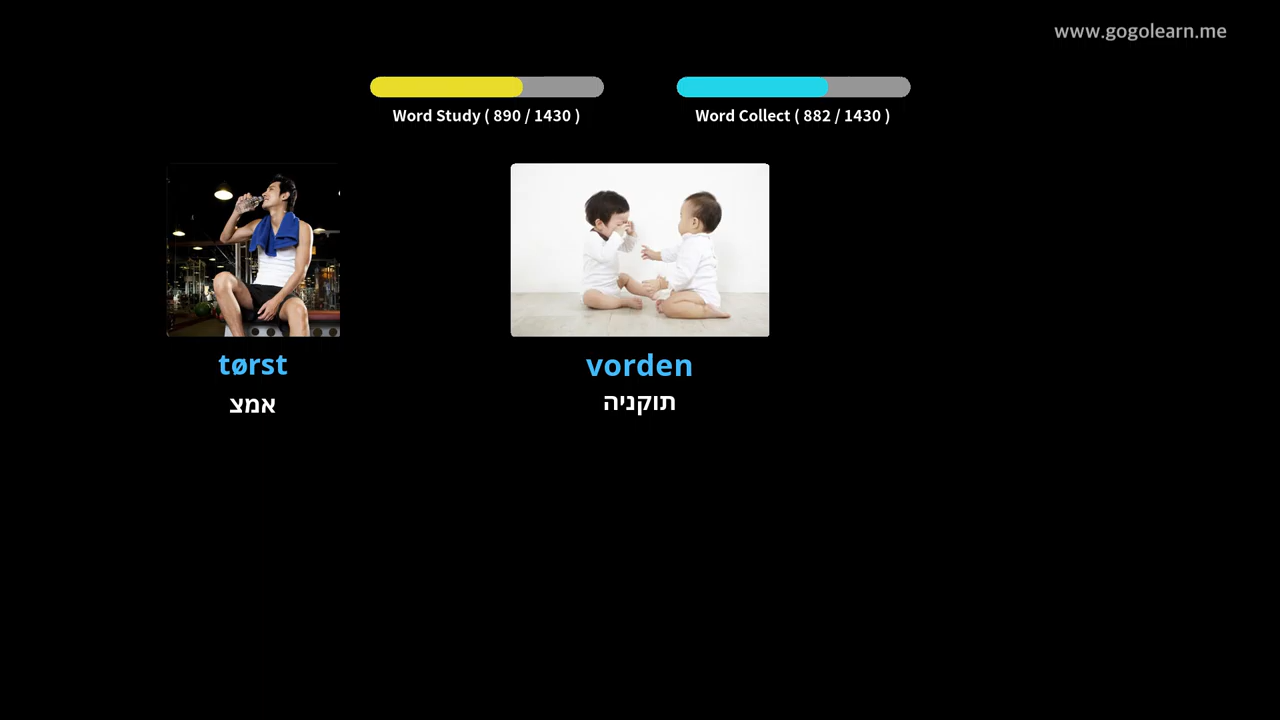 www.gogolearn.me
Word Study ( 890 / 1430 )
Word Collect ( 882 / 1430 )
tørst
אמצ
vorden
תוקניה